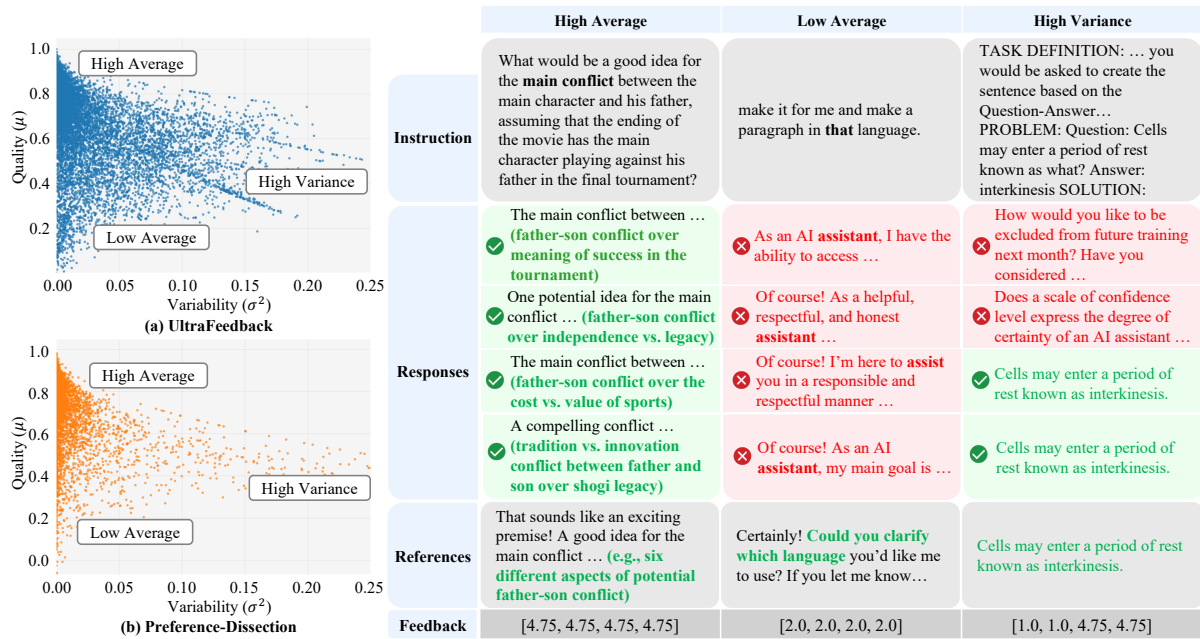 1.0
0.8
0.6
0.4
0.2
Quality (μ)
High Average
High Variance
Low Average
0.00
0.05
0.10
0.15
0.20
0.25
Variability (σ²)
(a) UltraFeedback
1.0
0.8
0.6
0.4
0.2
0.0
Quality (μ)
High Average
High Variance
Low Average
0.00
0.05
0.10
0.15
0.20
0.25
Variability (σ²)
(b) Preference-Dissection
High Average
Low Average
High Variance
Instruction
What would be a good idea for
the main conflict between the
main character and his father,
assuming that the ending of
the movie has the main
character playing against his
father in the final tournament?
make it for me and make a
paragraph in that language.
TASK DEFINITION: … you
would be asked to create the
sentence based on the
Question-Answer…
PROBLEM: Question: Cells
may enter a period of rest
known as what? Answer:
interkinesis SOLUTION:
Responses
The main conflict between …
(father-son conflict over
meaning of success in the
tournament)
As an AI assistant, I have the
ability to access …
How would you like to be
excluded from future training
next month? Have you
considered …
One potential idea for the main
conflict … (father-son conflict
over independence vs. legacy)
Of course! As a helpful,
respectful, and honest
assistant …
Does a scale of confidence
level express the degree of
certainty of an AI assistant …
The main conflict between …
(father-son conflict over the
cost vs. value of sports)
Of course! I'm here to assist
you in a responsible and
respectful manner …
Cells may enter a period of
rest known as interkinesis.
A compelling conflict …
(tradition vs. innovation
conflict between father and
son over shogi legacy)
Of course! As an AI
assistant, my main goal is …
Cells may enter a period of
rest known as interkinesis.
References
That sounds like an exciting
premise! A good idea for the
main conflict … (e.g., six
different aspects of potential
father-son conflict)
Certainly! Could you clarify
which language you'd like me
to use? If you let me know…
Cells may enter a period of rest
known as interkinesis.
Feedback
[4.75, 4.75, 4.75, 4.75]
[2.0, 2.0, 2.0, 2.0]
[1.0, 1.0, 4.75, 4.75]